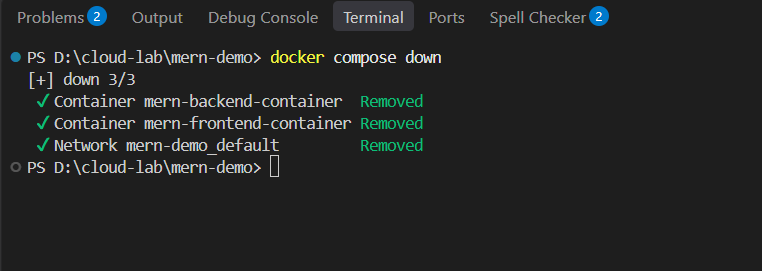 Problems 2 Output Debug Console Terminal Ports Spell Checker 2
PS D:\cloud-lab\mern-demo> docker compose down
[+] down 3/3
✔ Container mern-backend-container Removed
✔ Container mern-frontend-container Removed
✔ Network mern-demo_default Removed
PS D:\cloud-lab\mern-demo>